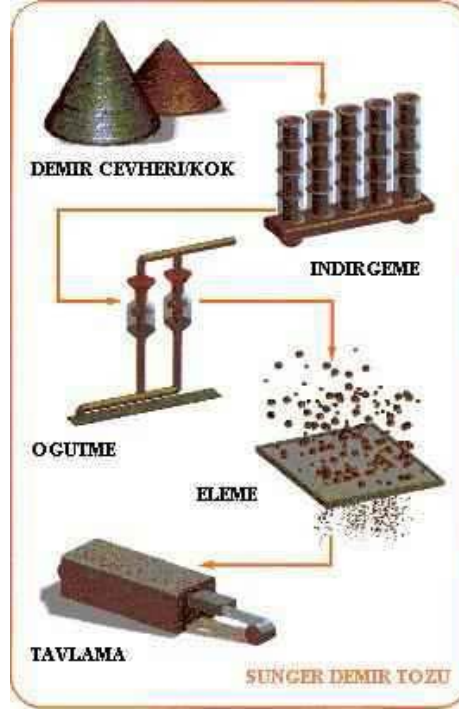 DEMIR CEVHERI/KOK
INDIRGEME
OGUTME
ELEME
TAVLAMA
SUNGER DEMIR TOZU